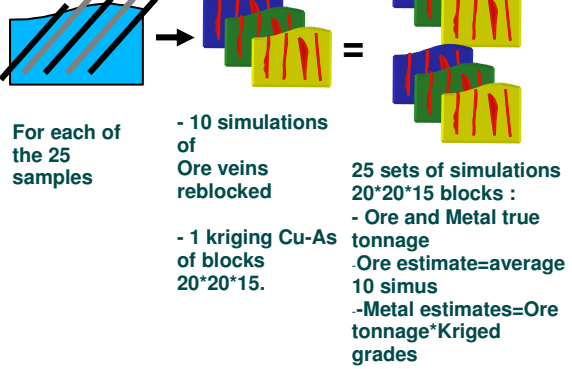 =
For each of
the 25
samples
- 10 simulations
of
Ore veins
reblocked
- 1 kriging Cu-As
of blocks
20*20*15.
25 sets of simulations
20*20*15 blocks :
- Ore and Metal true
tonnage
-Ore estimate=average
10 simus
--Metal estimates=Ore
tonnage*Kriged
grades